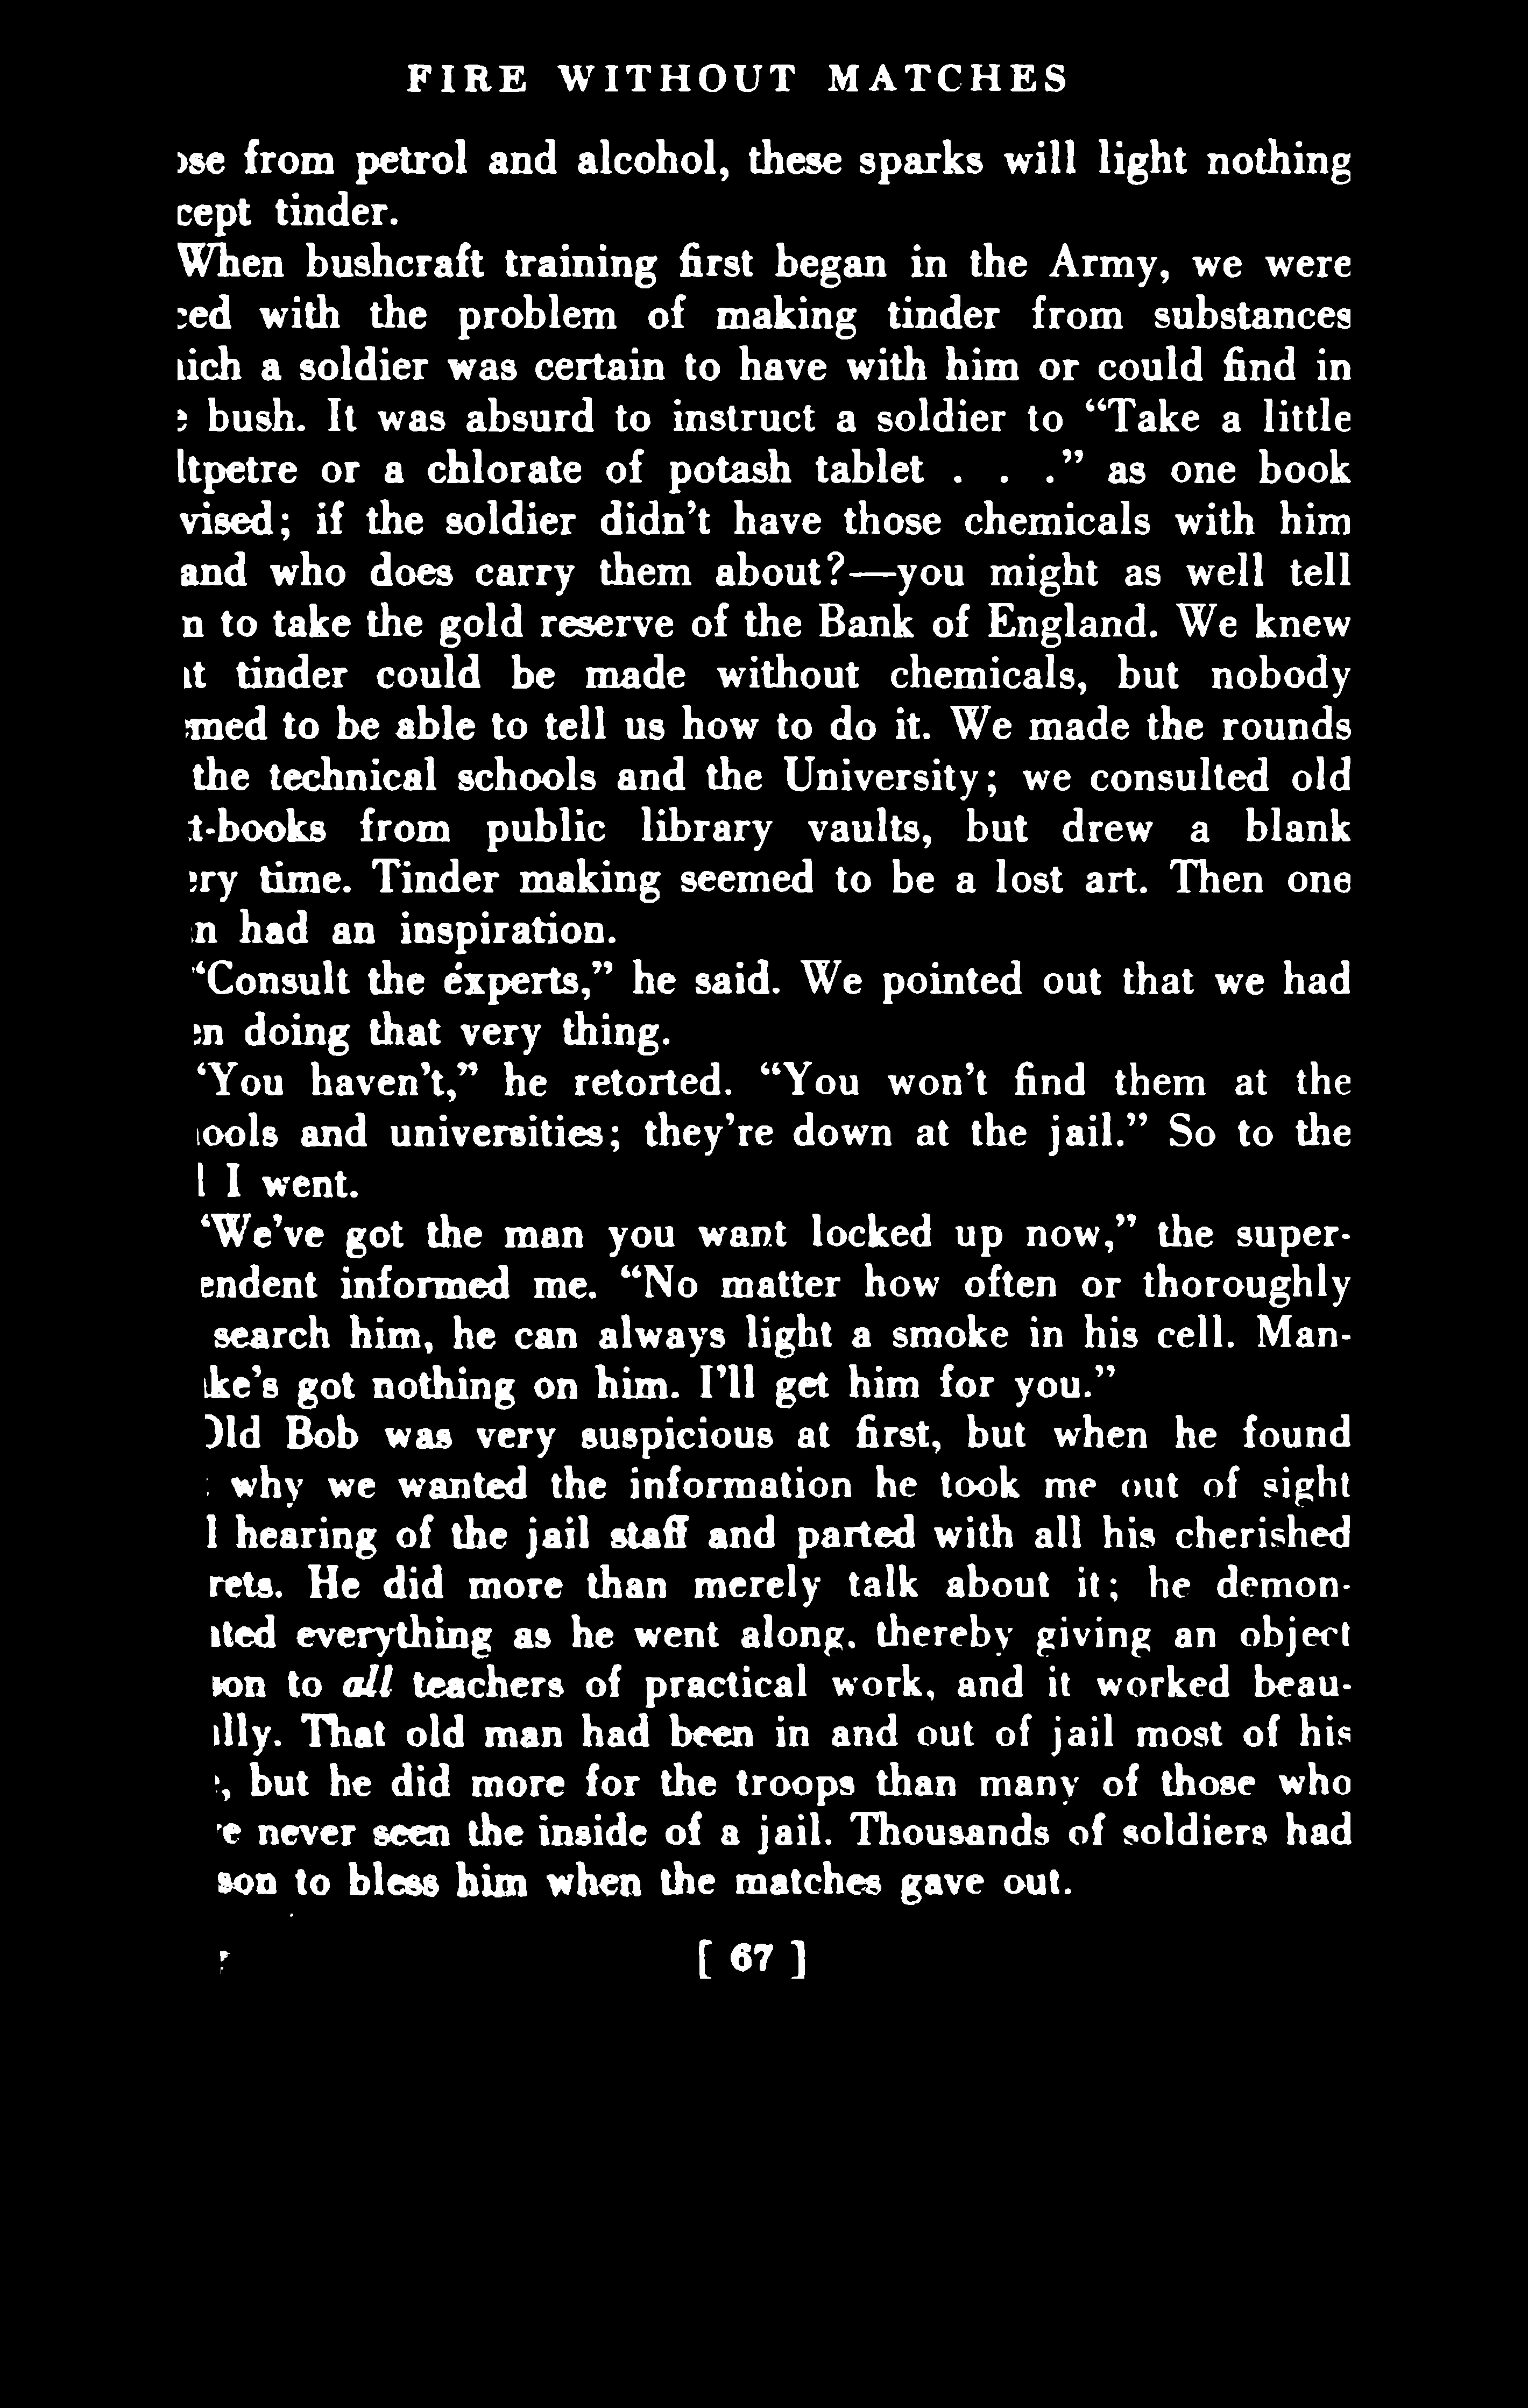 FIRE WITHOUT MATCHES
from petrol and alcohol, these sparks will light nothing
cept tinder.
When bushcraft training first began in the Army, we were
ed with the problem of making tinder from substances
ich a soldier was certain to have with him or could find in
bush. It was absurd to instruct a soldier to “Take a little
ltpetre or a chlorate of potash tablet . . .” as one book
vised; if the soldier didn’t have those chemicals with him
and who does carry them about?—you might as well tell
n to take the gold reserve of the Bank of England. We knew
t tinder could be made without chemicals, but nobody
med to be able to tell us how to do it. We made the rounds
the technical schools and the University; we consulted old
t-books from public library vaults, but drew a blank
ry time. Tinder making seemed to be a lost art. Then one
n had an inspiration.
“Consult the experts,” he said. We pointed out that we had
n doing that very thing.
‘You haven’t,” he retorted. “You won’t find them at the
ools and universities; they’re down at the jail.” So to the
l I went.
‘We’ve got the man you want locked up now,” the super-
endent informed me. “No matter how often or thoroughly
search him, he can always light a smoke in his cell. Man-
ke’s got nothing on him. I’ll get him for you.”
Old Bob was very suspicious at first, but when he found
why we wanted the information he took me out of sight
l hearing of the jail staff and parted with all his cherished
rets. He did more than merely talk about it; he demon-
ted everything as he went along, thereby giving an object
son to all teachers of practical work, and it worked beau-
lly. That old man had been in and out of jail most of his
, but he did more for the troops than many of those who
e never seen the inside of a jail. Thousands of soldiers had
son to bless him when the matches gave out.
[ 67 ]